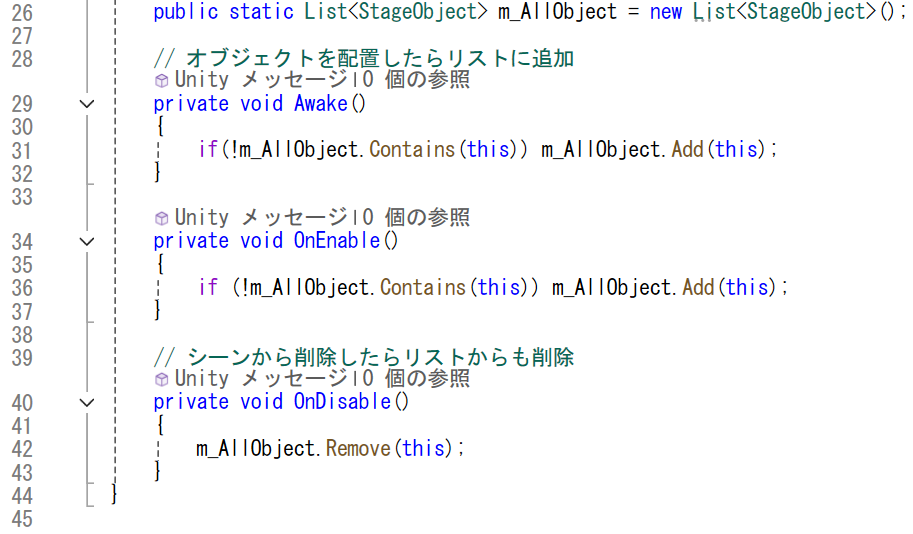 26 public static List<StageObject> m_AllObject = new List<StageObject>();
27
28 // オブジェクトを配置したらリストに追加
Unity メッセージ|0 個の参照
29 private void Awake()
30 {
31 if(!m_AllObject.Contains(this)) m_AllObject.Add(this);
32 }
33
Unity メッセージ|0 個の参照
34 private void OnEnable()
35 {
36 if (!m_AllObject.Contains(this)) m_AllObject.Add(this);
37 }
38
39 // シーンから削除したらリストからも削除
Unity メッセージ|0 個の参照
40 private void OnDisable()
41 {
42 m_AllObject.Remove(this);
43 }
44 }
45